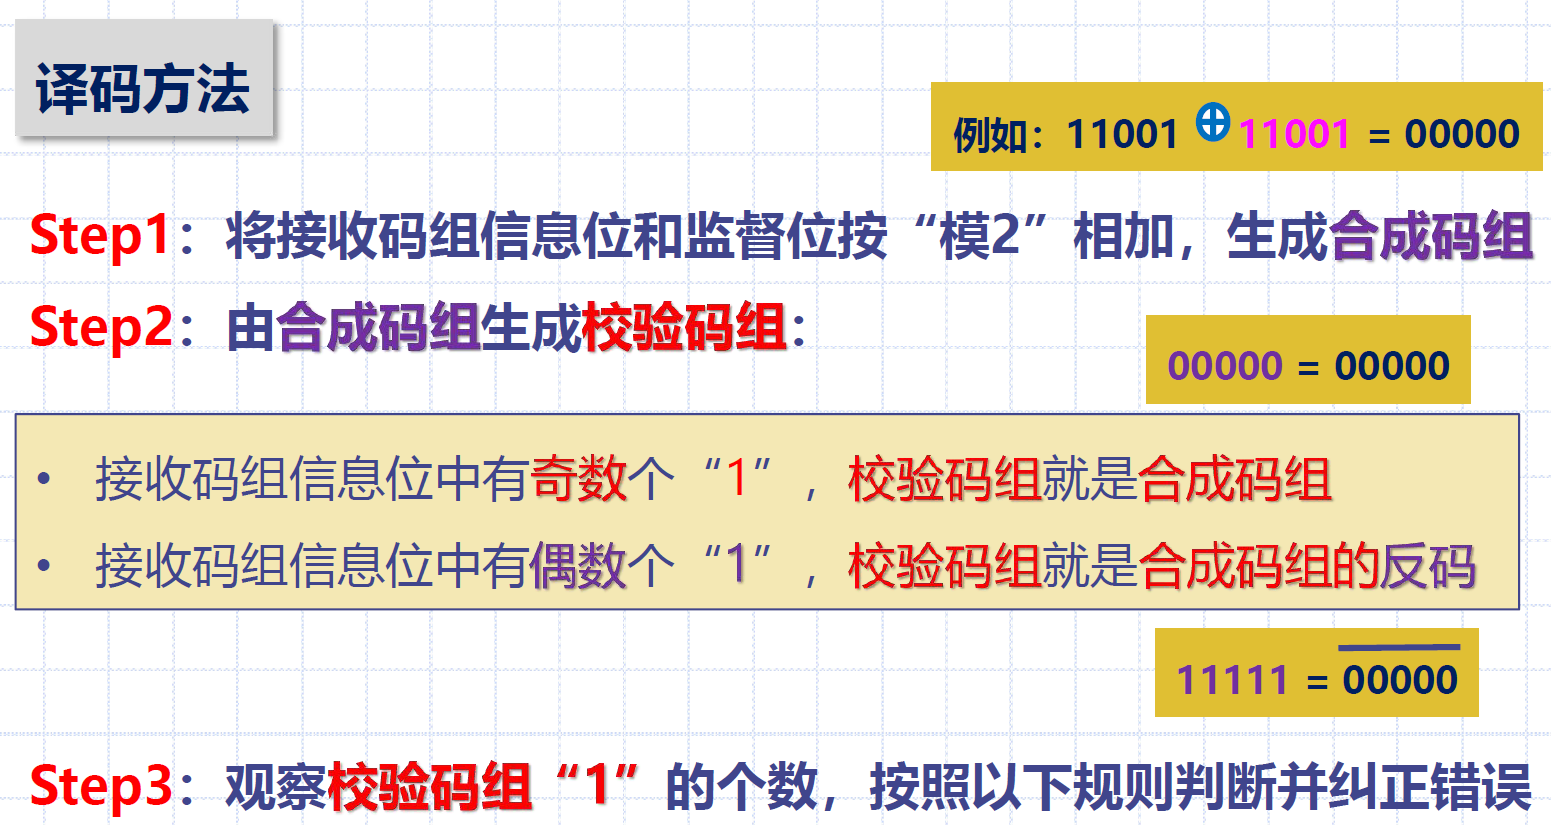 译码方法
例如：11001 ⊕ 11001 = 00000
Step1：将接收码组信息位和监督位按“模2”相加，生成合成码组
Step2：由合成码组生成校验码组：
00000 = 00000
• 接收码组信息位中有奇数个“1”，校验码组就是合成码组
• 接收码组信息位中有偶数个“1”，校验码组就是合成码组的反码
11111 = 00000
Step3：观察校验码组“1”的个数，按照以下规则判断并纠正错误